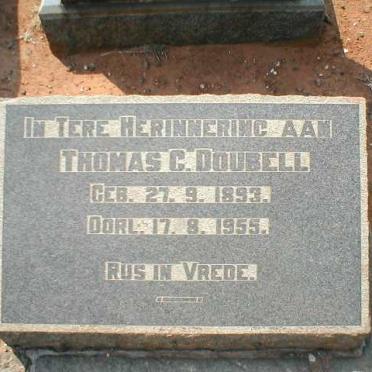 In Tere Herinnering aan
Thomas C. Doubell
Geb. 27. 9. 1893.
Oorl. 17. 8. 1955.
Rus in Vrede.